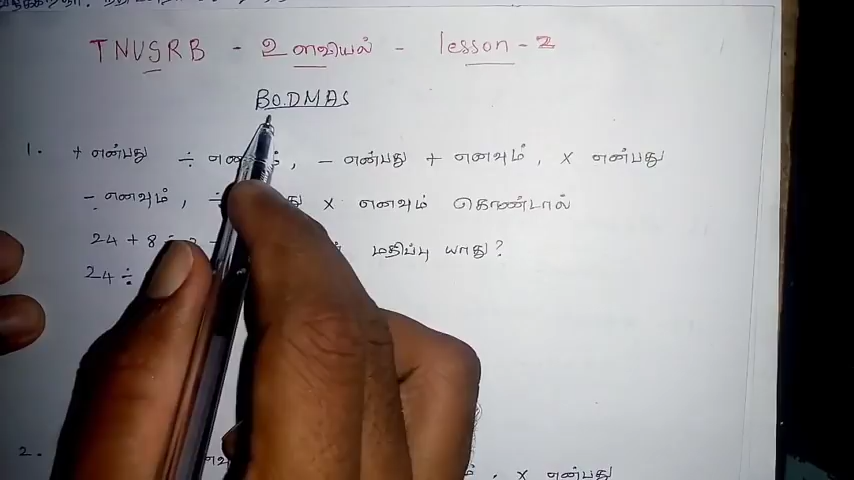 TNUSRB - உளவியல் - lesson - 2
BODMAS
1. + என்பது ÷ , - என்பது + எனவும், x என்பது
- எனவும், x எனவும் கொண்டால்
24 + 8 மதிப்பு யாது?
24 ÷
2. x என்பது